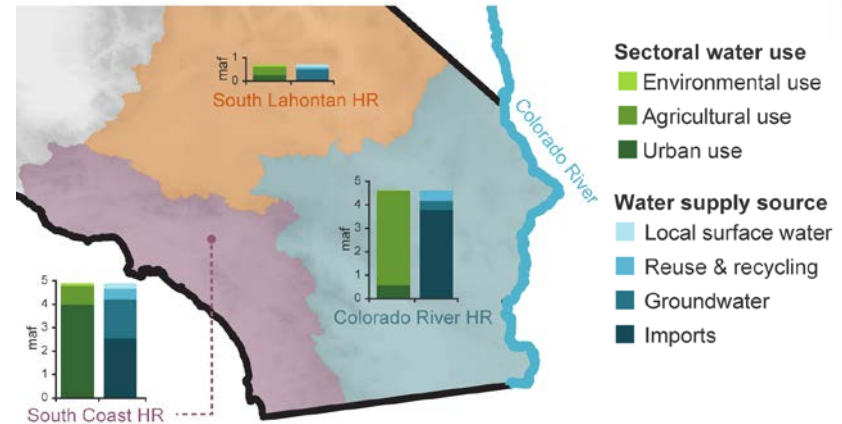 1
maf
0
South Lahontan HR
Colorado River
5
4
3
maf
2
1
0
Colorado River HR
5
4
3
maf
2
1
0
South Coast HR
Sectoral water use
Environmental use
Agricultural use
Urban use
Water supply source
Local surface water
Reuse & recycling
Groundwater
Imports